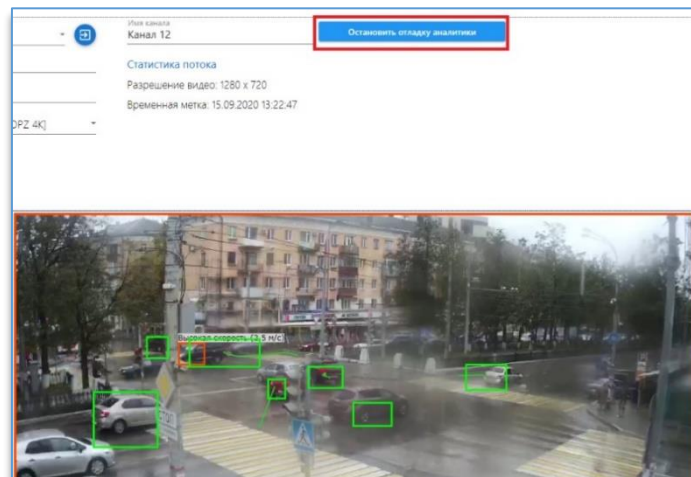 Имя канала
Канал 12
Остановить отладку аналитики
Статистика потока
Разрешение видео: 1280 x 720
Временная метка: 15.09.2020 13:22:47
DPZ 4K]
Высокая скорость (3,5 м/с)